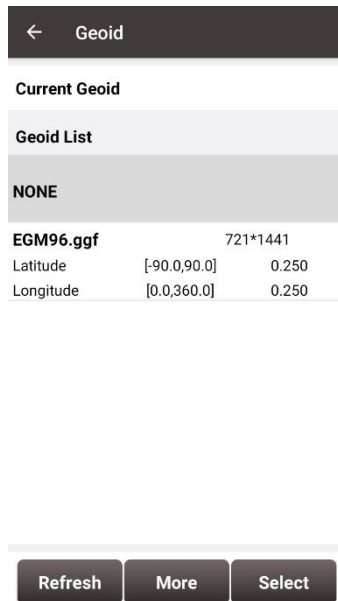 Geoid
Current Geoid
Geoid List
NONE
EGM96.ggf 721*1441
Latitude [-90.0,90.0] 0.250
Longitude [0.0,360.0] 0.250
Refresh More Select